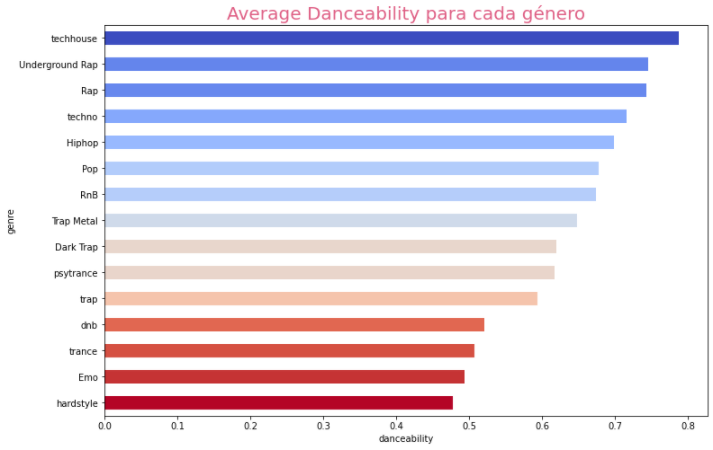 Average Danceability para cada género
techhouse
Underground Rap
Rap
techno
Hiphop
Pop
RnB
Trap Metal
Dark Trap
psytrance
trap
dnb
trance
Emo
hardstyle
genre
0.0 0.1 0.2 0.3 0.4 0.5 0.6 0.7 0.8
danceability